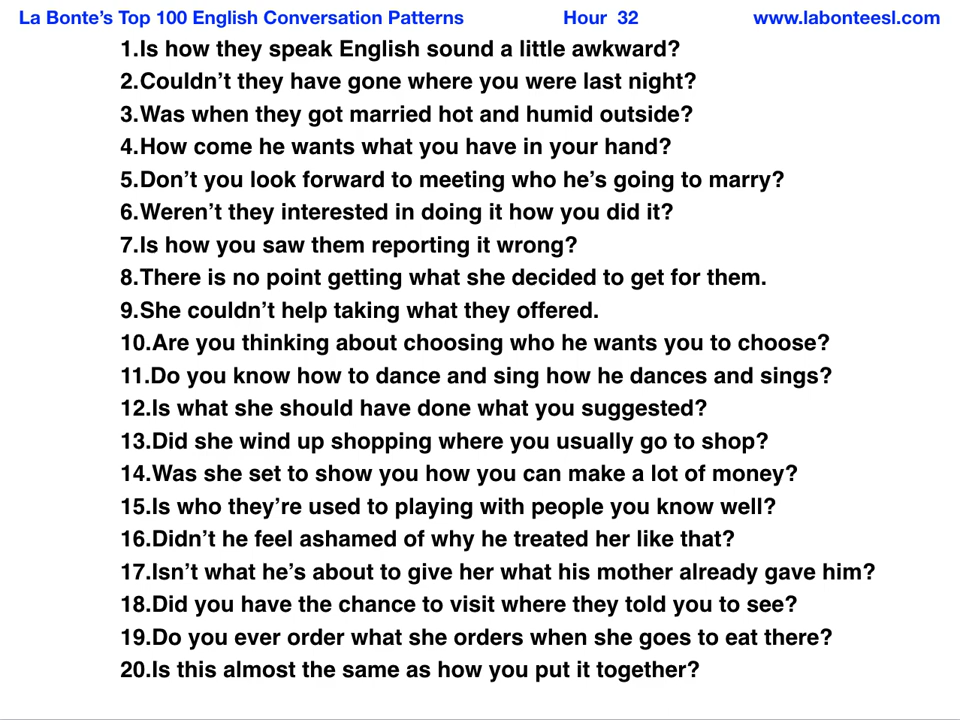 La Bonte's Top 100 English Conversation Patterns Hour 32 www.labonteesl.com
1.Is how they speak English sound a little awkward?
2.Couldn't they have gone where you were last night?
3.Was when they got married hot and humid outside?
4.How come he wants what you have in your hand?
5.Don't you look forward to meeting who he's going to marry?
6.Weren't they interested in doing it how you did it?
7.Is how you saw them reporting it wrong?
8.There is no point getting what she decided to get for them.
9.She couldn't help taking what they offered.
10.Are you thinking about choosing who he wants you to choose?
11.Do you know how to dance and sing how he dances and sings?
12.Is what she should have done what you suggested?
13.Did she wind up shopping where you usually go to shop?
14.Was she set to show you how you can make a lot of money?
15.Is who they're used to playing with people you know well?
16.Didn't he feel ashamed of why he treated her like that?
17.Isn't what he's about to give her what his mother already gave him?
18.Did you have the chance to visit where they told you to see?
19.Do you ever order what she orders when she goes to eat there?
20.Is this almost the same as how you put it together?